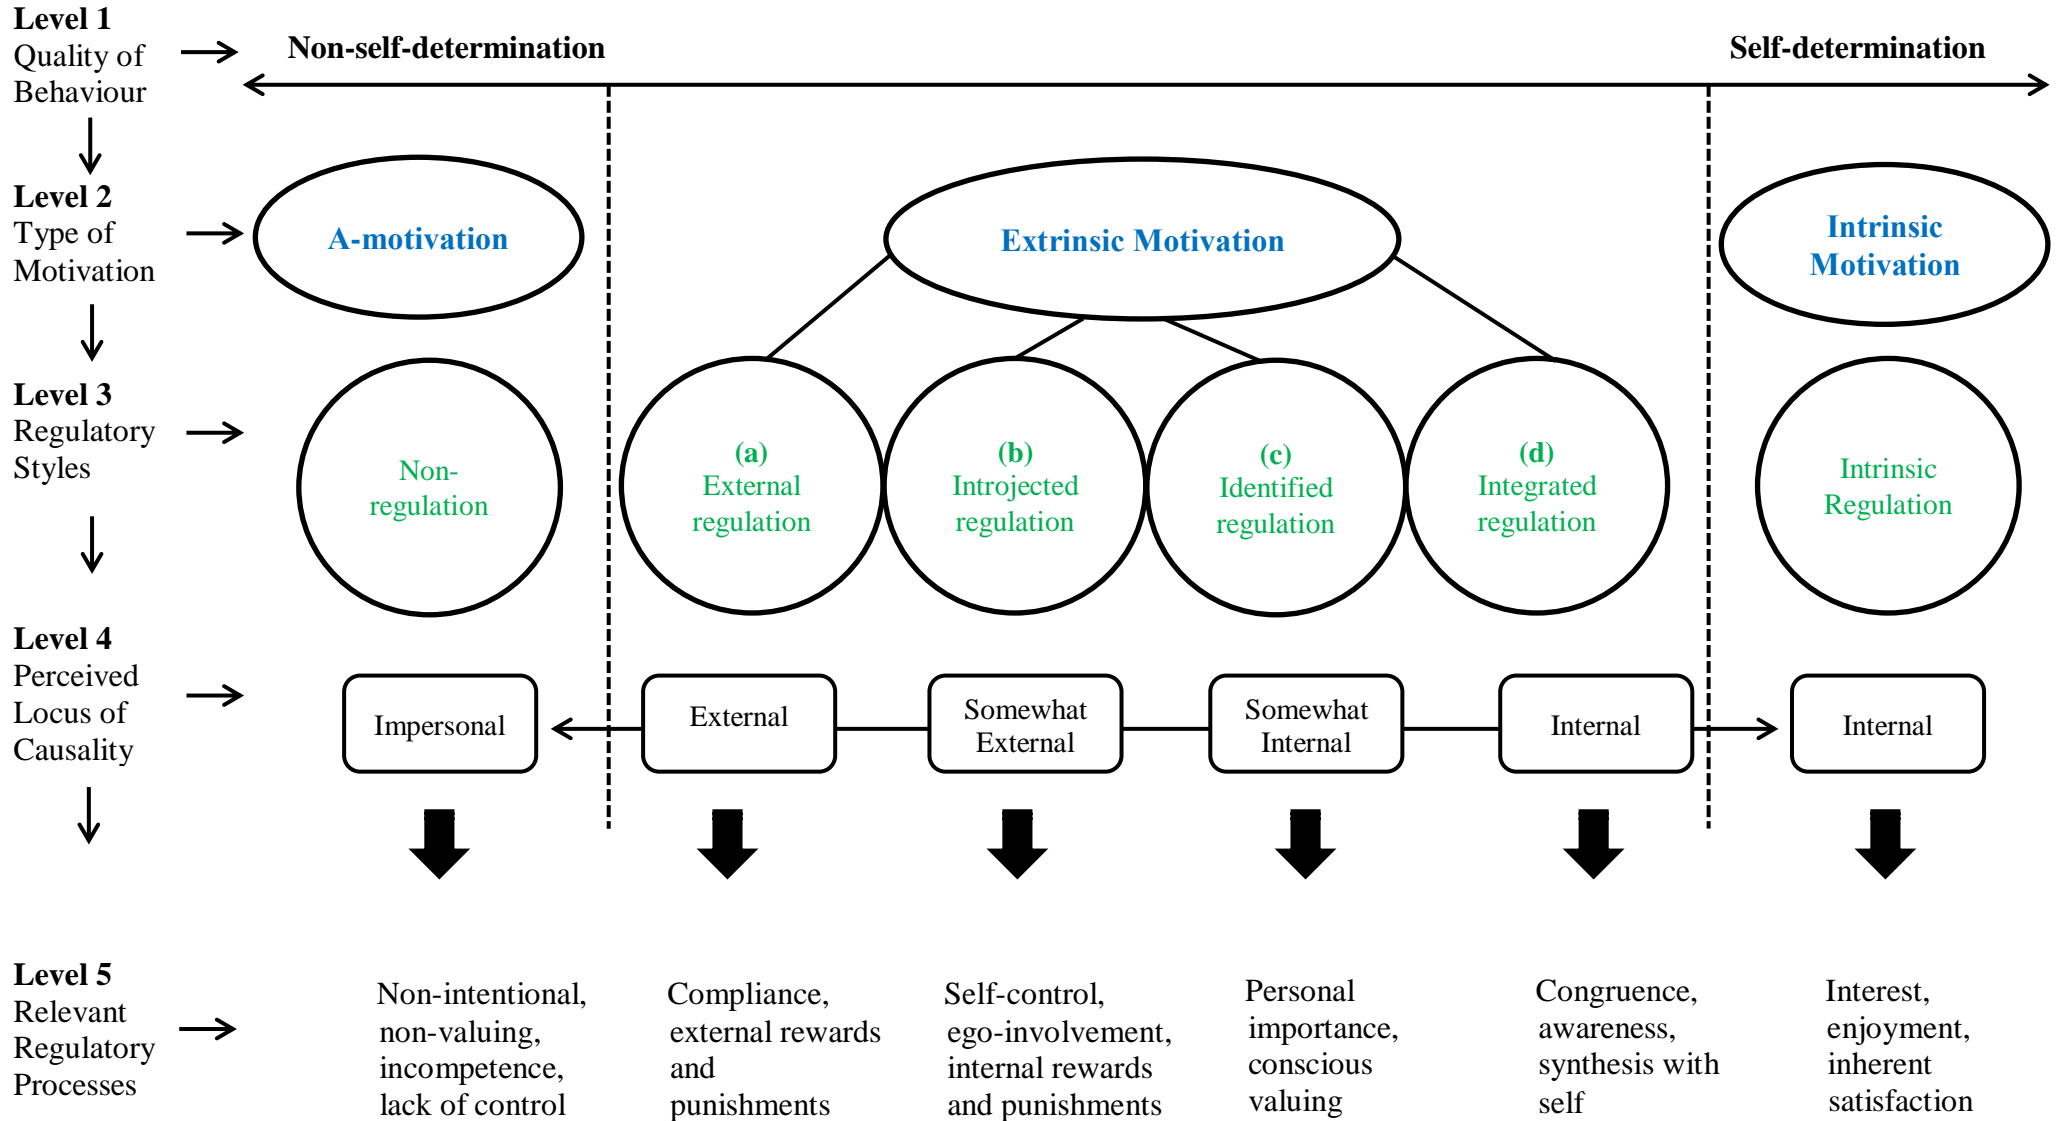 Level 1
Quality of
Behaviour
Non-self-determination
Self-determination
Level 2
Type of
Motivation
A-motivation
Extrinsic Motivation
Intrinsic
Motivation
Level 3
Regulatory
Styles
Non-
regulation
(a)
External
regulation
(b)
Introjected
regulation
(c)
Identified
regulation
(d)
Integrated
regulation
Intrinsic
Regulation
Level 4
Perceived
Locus of
Causality
Impersonal
External
Somewhat
External
Somewhat
Internal
Internal
Internal
Level 5
Relevant
Regulatory
Processes
Non-intentional,
non-valuing,
incompetence,
lack of control
Compliance,
external rewards
and
punishments
Self-control,
ego-involvement,
internal rewards
and punishments
Personal
importance,
conscious
valuing
Congruence,
awareness,
synthesis with
self
Interest,
enjoyment,
inherent
satisfaction